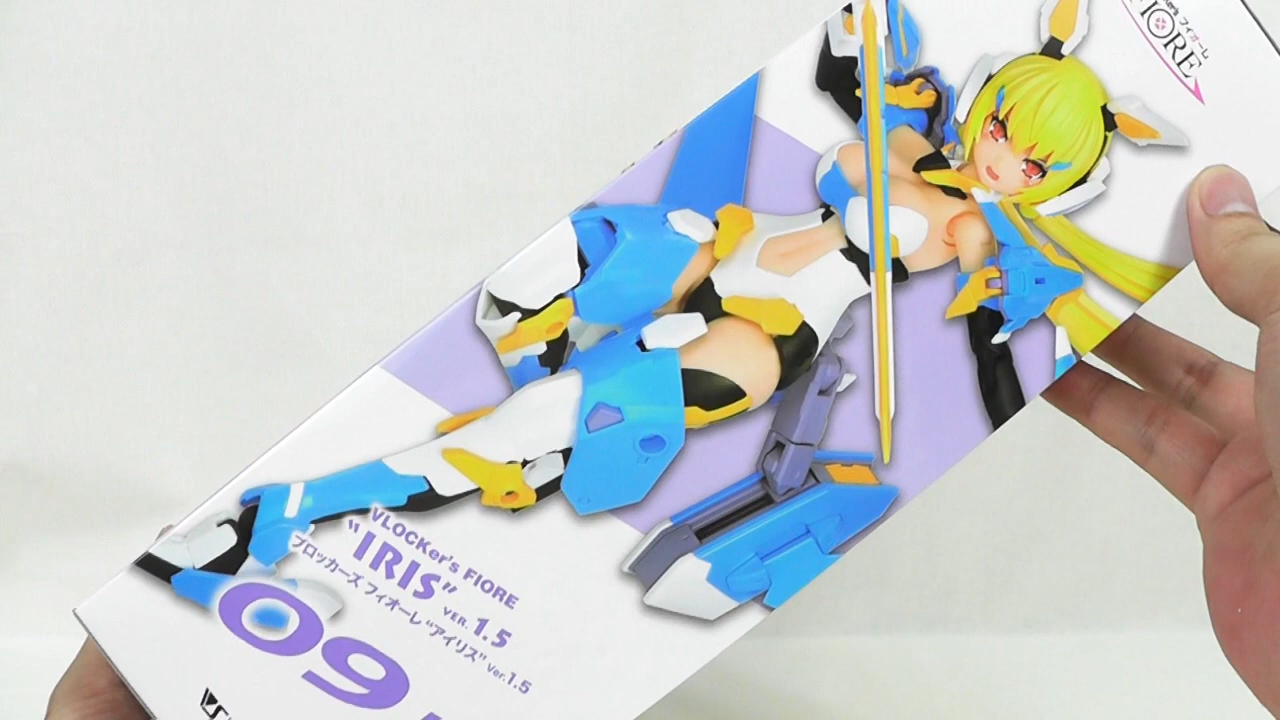 フィオーレ
FIORE
VLOCKer's FIORE
"IRIS" VER. 1.5
ブロッカーズ フィオーレ “アイリス” Ver.1.5
09